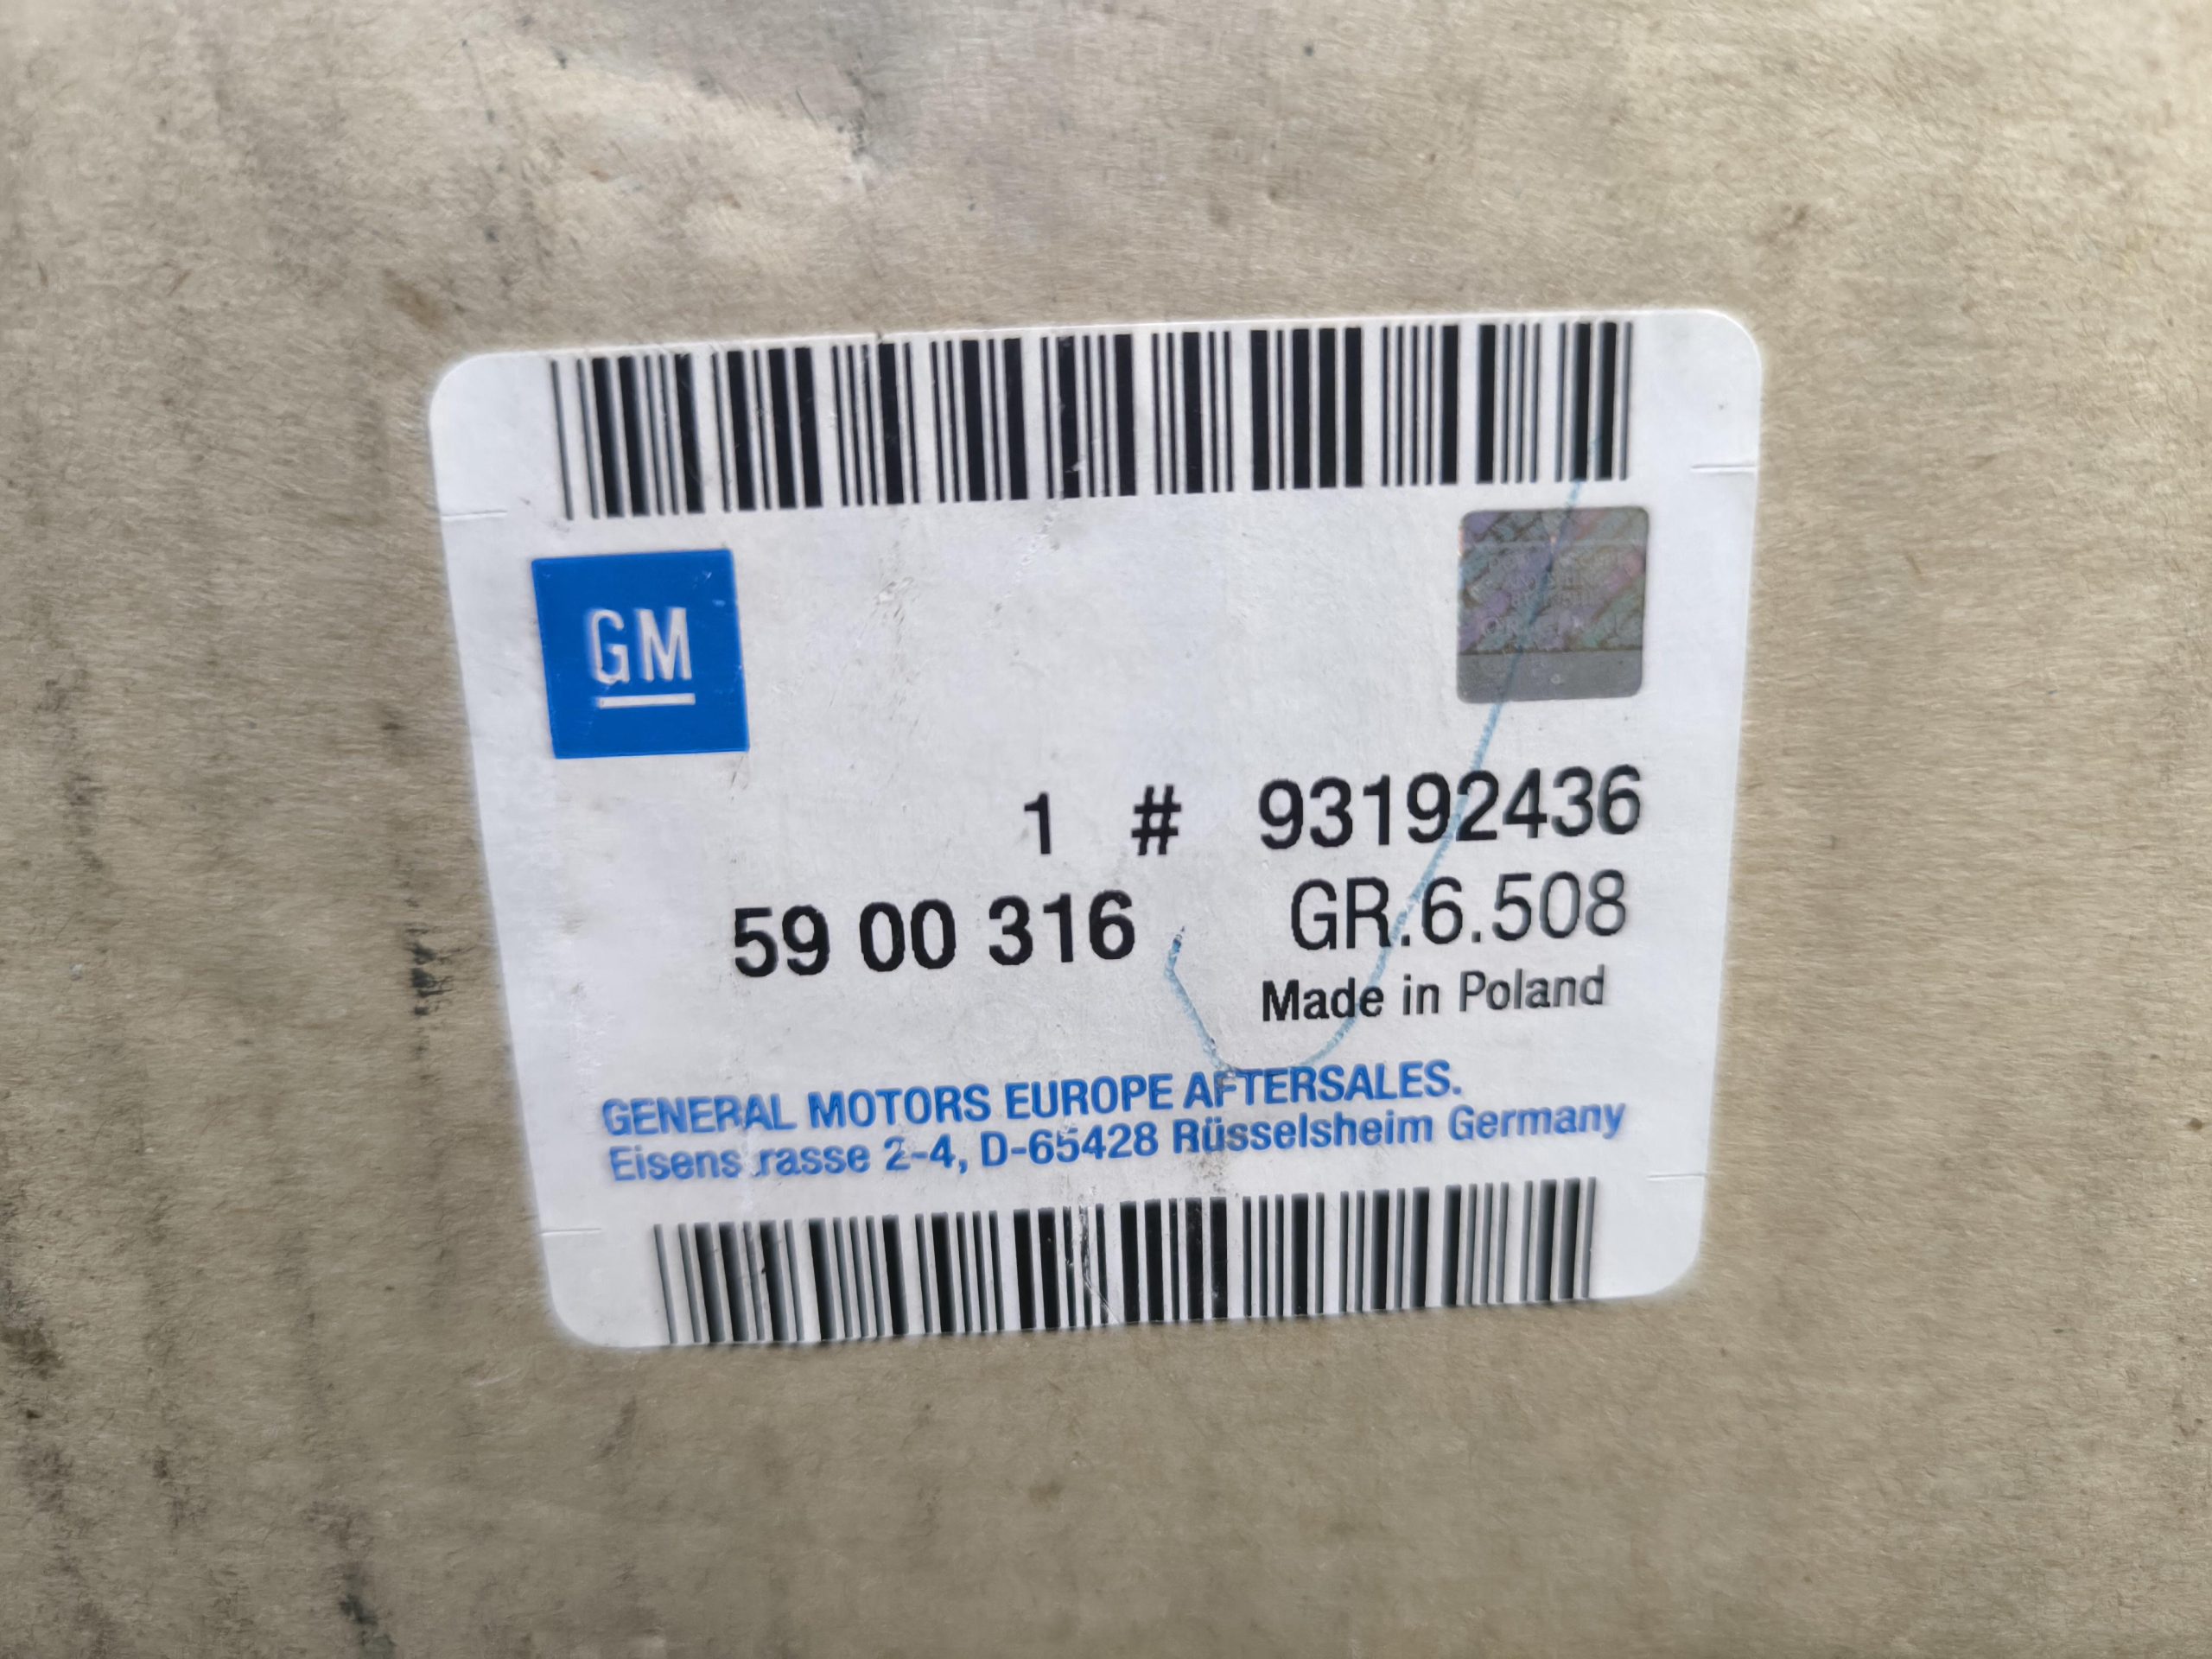 GM
1 # 93192436
59 00 316 GR.6.508
Made in Poland
GENERAL MOTORS EUROPE AFTERSALES.
Eisens rasse 2-4, D-65428 Rüsselsheim Germany